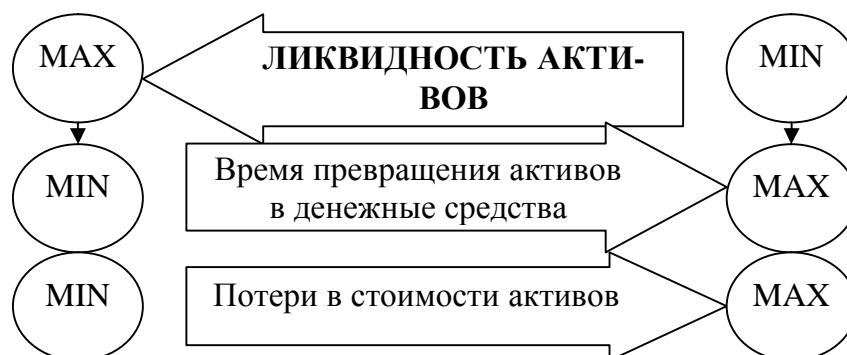 MAX
ЛИКВИДНОСТЬ АКТИ-
ВОВ
MIN
MIN
Время превращения активов
в денежные средства
MAX
MIN
Потери в стоимости активов
MAX